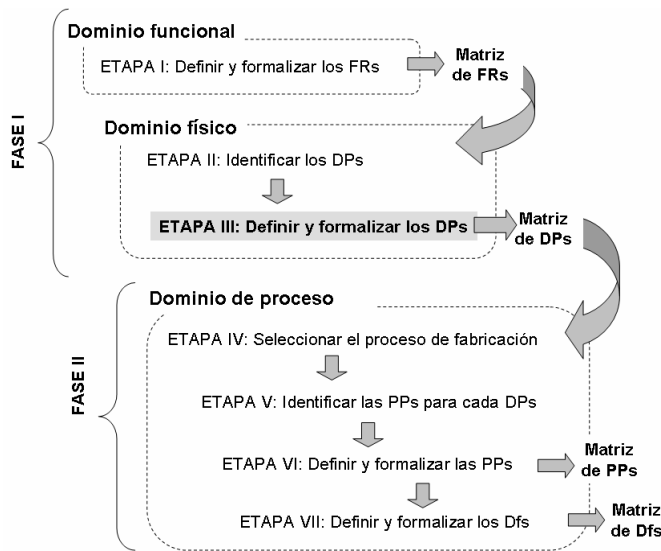 Dominio funcional
ETAPA I: Definir y formalizar los FRs
Matriz
de FRs
FASE I
Dominio físico
ETAPA II: Identificar los DPs
ETAPA III: Definir y formalizar los DPs
Matriz
de DPs
Dominio de proceso
ETAPA IV: Seleccionar el proceso de fabricación
FASE II
ETAPA V: Identificar las PPs para cada DPs
ETAPA VI: Definir y formalizar las PPs
Matriz
de PPs
ETAPA VII: Definir y formalizar los Dfs
Matriz
de Dfs